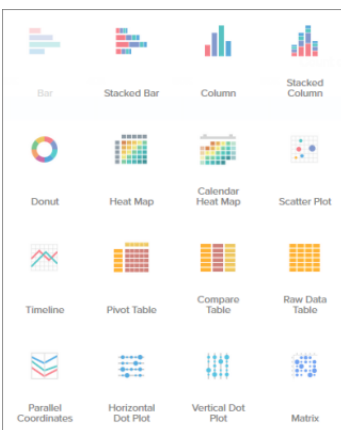 Bar
Stacked Bar
Column
Stacked
Column
Donut
Heat Map
Calendar
Heat Map
Scatter Plot
Timeline
Pivot Table
Compare
Table
Raw Data
Table
Parallel
Coordinates
Horizontal
Dot Plot
Vertical Dot
Plot
Matrix